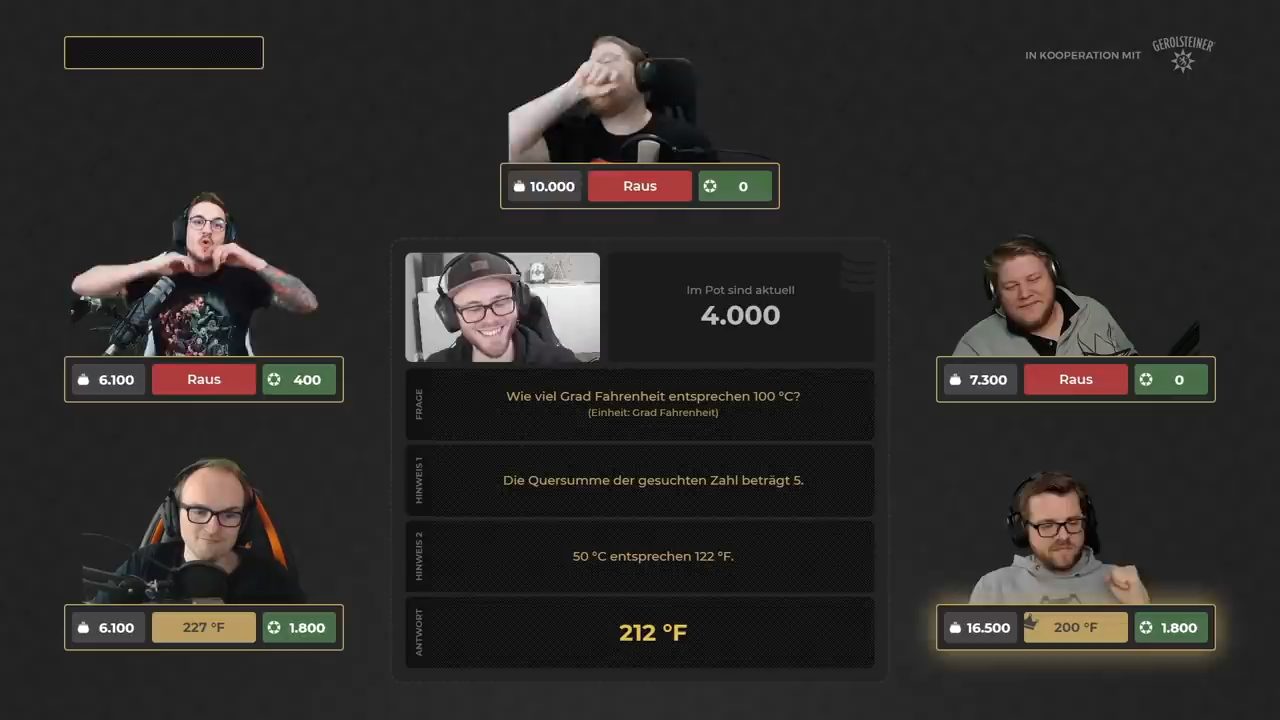 IN KOOPERATION MIT
GEROLSTEINER
10.000 Raus 0
Im Pot sind aktuell
4.000
6.100 Raus 400
7.300 Raus 0
FRAGE
Wie viel Grad Fahrenheit entsprechen 100 °C?
(Einheit: Grad Fahrenheit)
HINWEIS 1
Die Quersumme der gesuchten Zahl beträgt 5.
HINWEIS 2
50 °C entsprechen 122 °F.
ANTWORT
212 °F
6.100 227 °F 1.800
16.500 200 °F 1.800